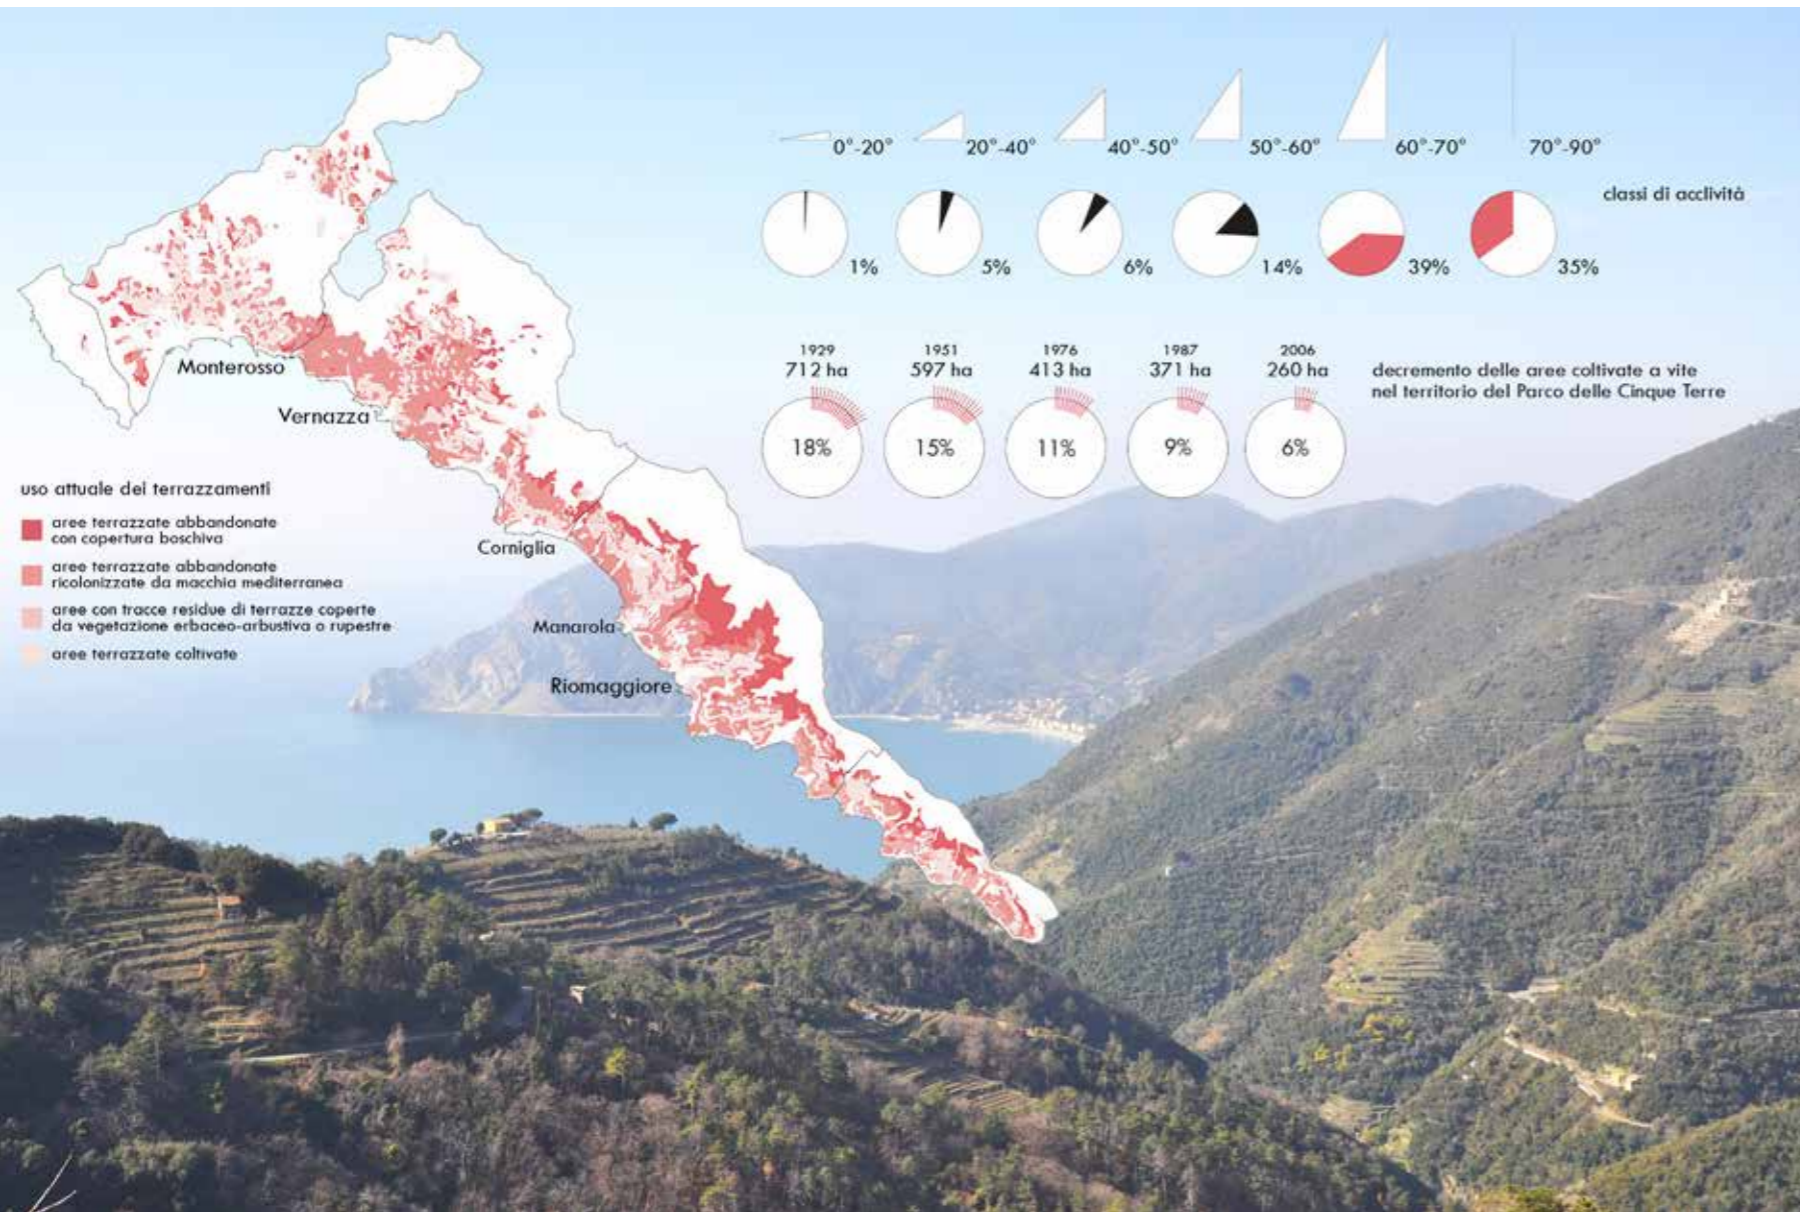 0°-20°
20°-40°
40°-50°
50°-60°
60°-70°
70°-90°
classi di acclività
1%
5%
6%
14%
39%
35%
1929
712 ha
1951
597 ha
1976
413 ha
1987
371 ha
2006
260 ha
decremento delle aree coltivate a vite
nel territorio del Parco delle Cinque Terre
18%
15%
11%
9%
6%
Monterosso
Vernazza
Corniglia
Manarola
Riomaggiore
uso attuale dei terrazzamenti
aree terrazzate abbandonate
con copertura boschiva
aree terrazzate abbandonate
ricolonizzate da macchia mediterranea
aree con tracce residue di terrazze coperte
da vegetazione erbaceo-arbustiva o rupestre
aree terrazzate coltivate